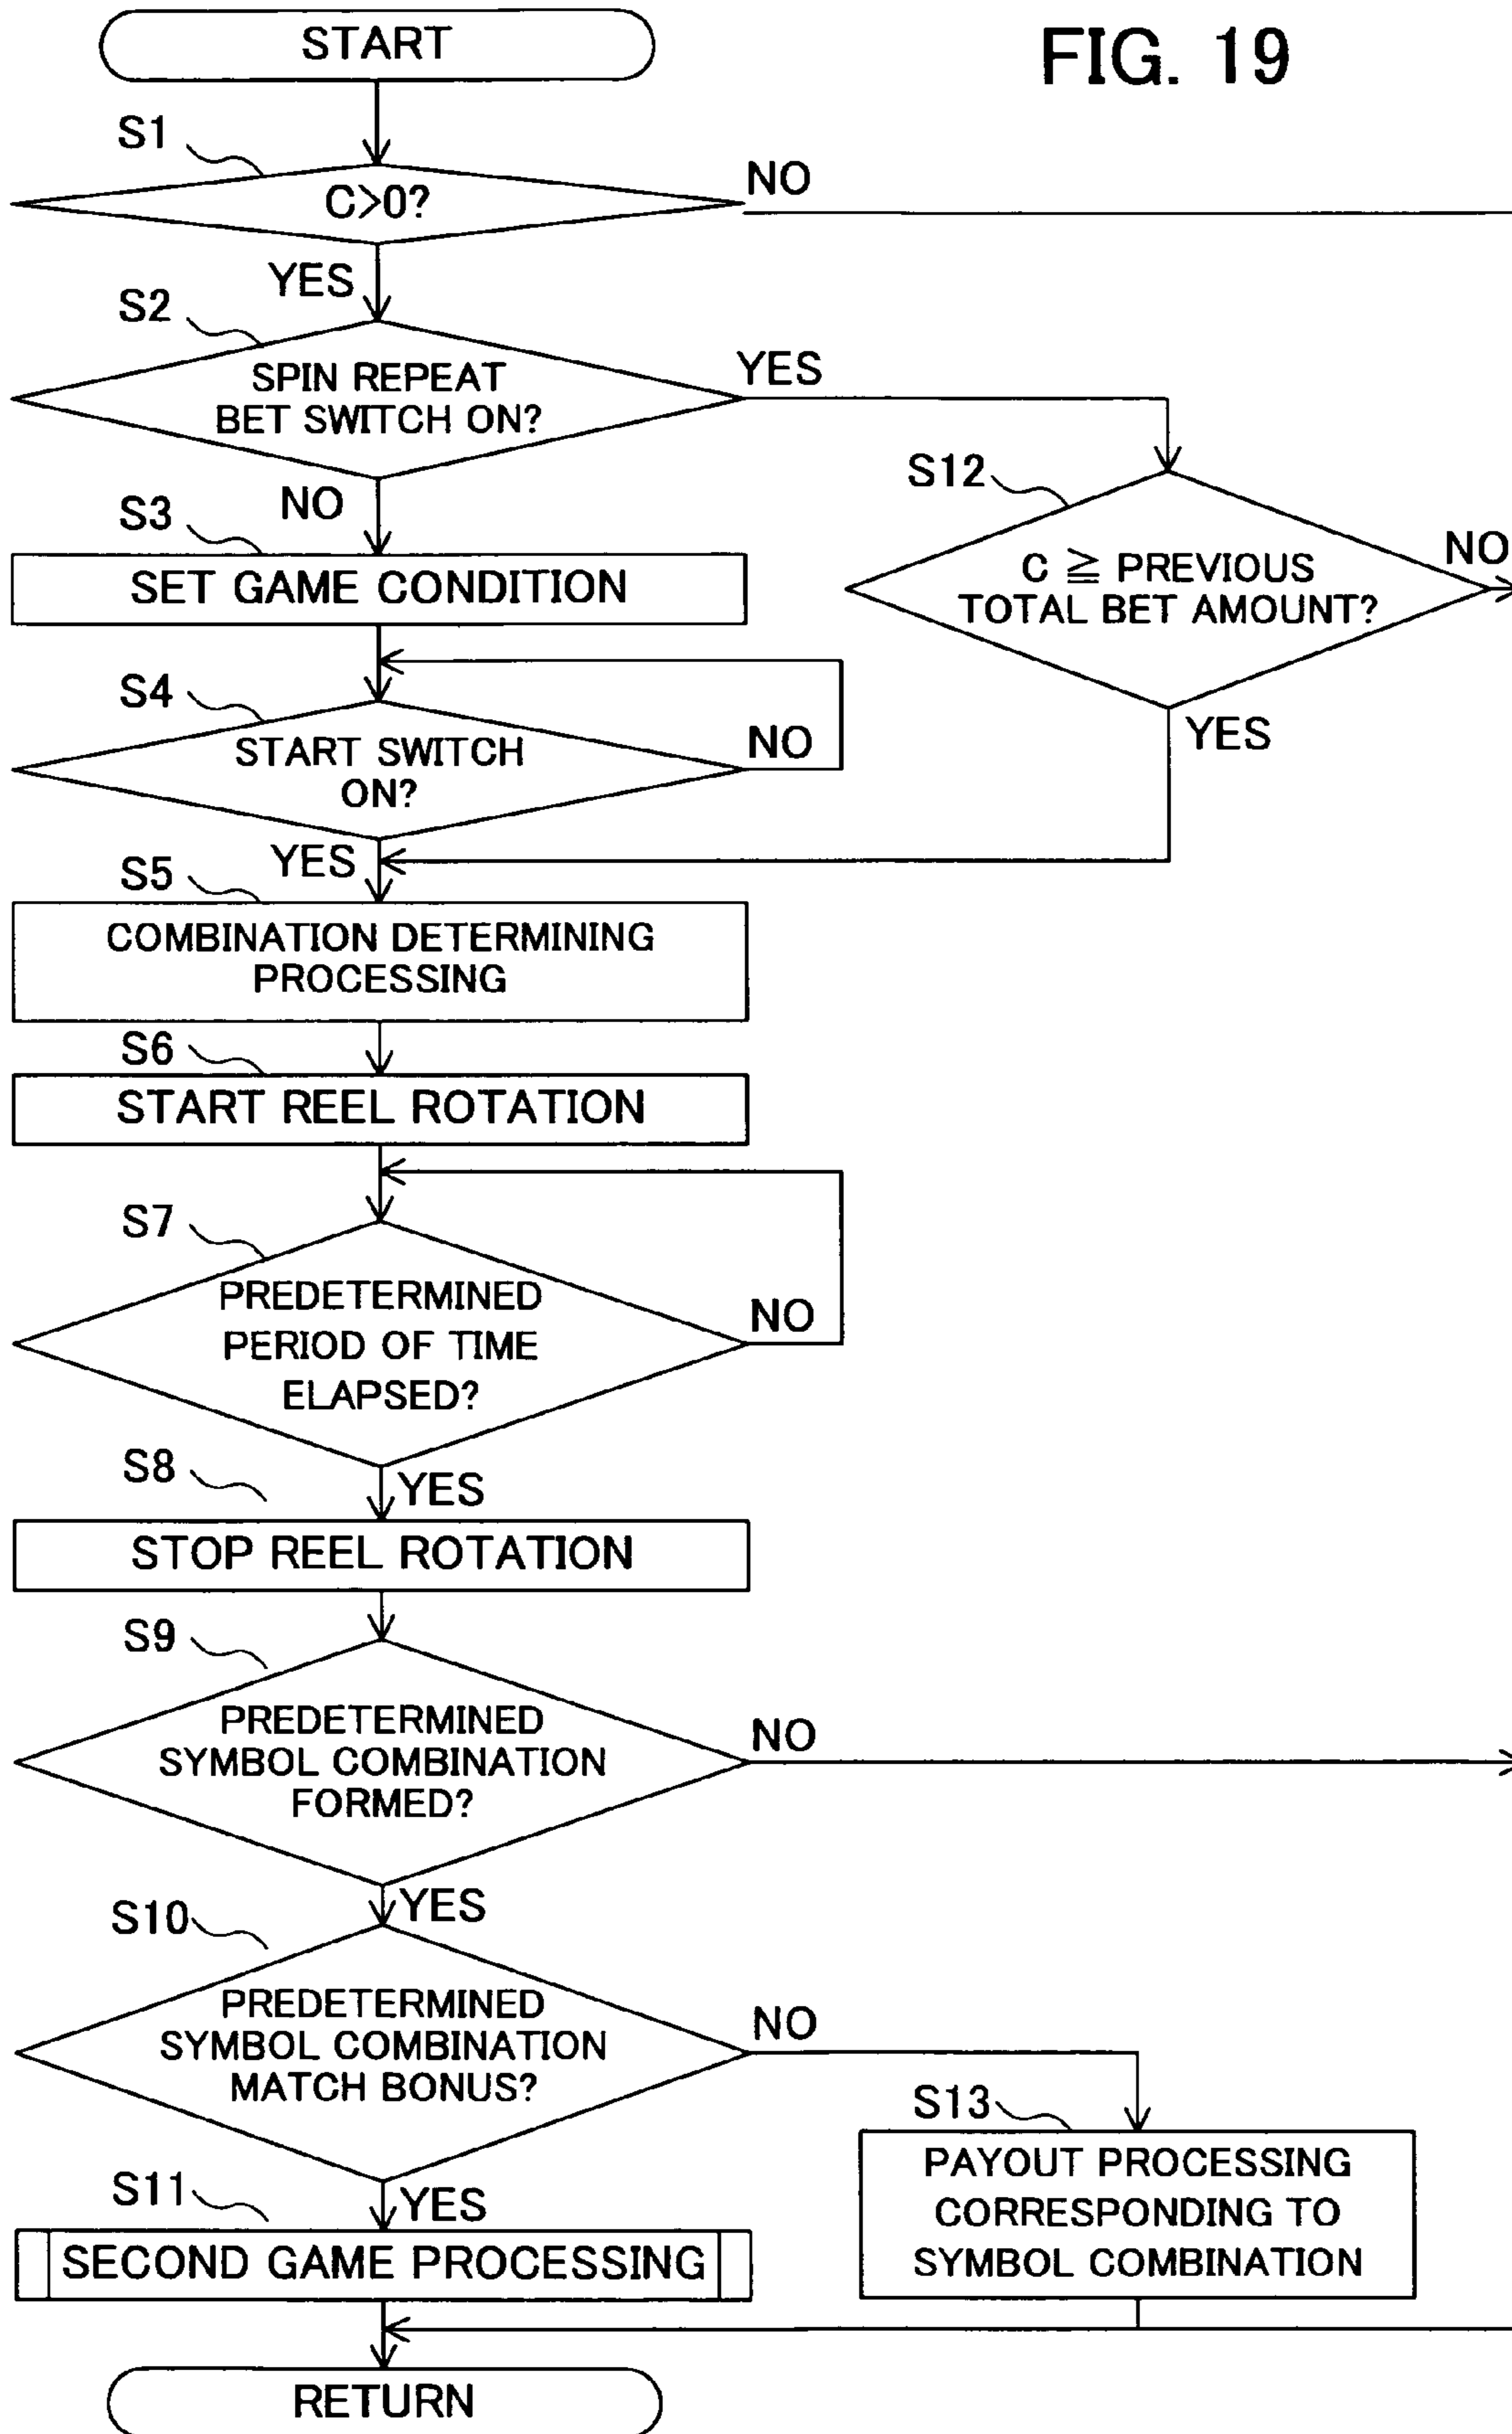 FIG. 19
START
S1
C>0?
NO
YES
S2
SPIN REPEAT
BET SWITCH ON?
YES
NO
S12
C ≧ PREVIOUS
TOTAL BET AMOUNT?
NO
YES
S3
SET GAME CONDITION
S4
START SWITCH
ON?
NO
YES
S5
COMBINATION DETERMINING
PROCESSING
S6
START REEL ROTATION
S7
PREDETERMINED
PERIOD OF TIME
ELAPSED?
NO
YES
S8
STOP REEL ROTATION
S9
PREDETERMINED
SYMBOL COMBINATION
FORMED?
NO
YES
S10
PREDETERMINED
SYMBOL COMBINATION
MATCH BONUS?
NO
YES
S13
PAYOUT PROCESSING
CORRESPONDING TO
SYMBOL COMBINATION
S11
SECOND GAME PROCESSING
RETURN